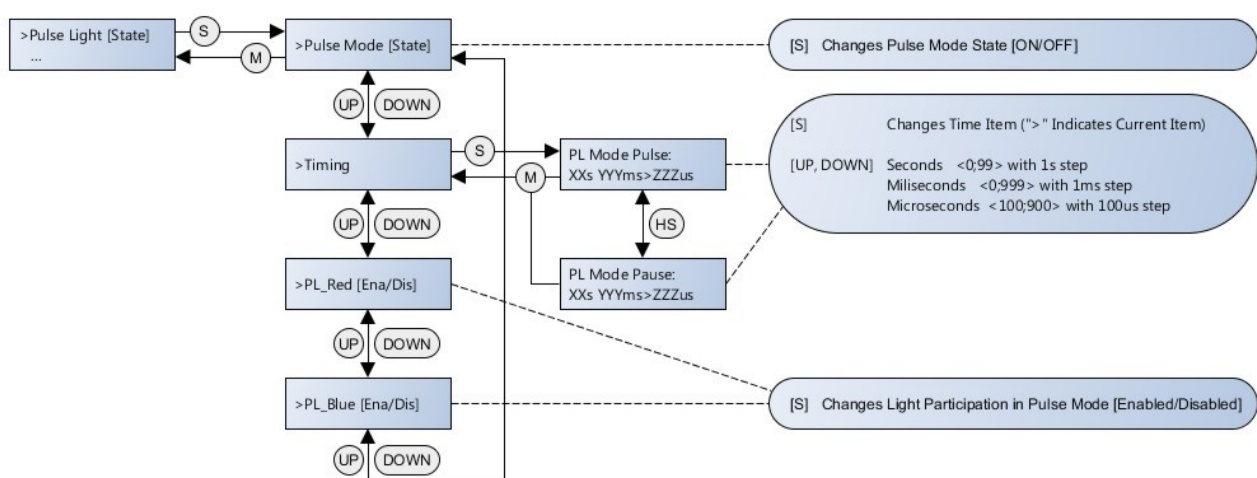 >Pulse Light [State]
...
S
M
>Pulse Mode [State]
[S] Changes Pulse Mode State [ON/OFF]
UP DOWN
>Timing
S
M
PL Mode Pulse:
XXs YYYms>ZZZus
[S] Changes Time Item (">" Indicates Current Item)
[UP, DOWN] Seconds <0;99> with 1s step
Miliseconds <0;999> with 1ms step
Microseconds <100;900> with 100us step
UP DOWN
HS
>PL_Red [Ena/Dis]
PL Mode Pause:
XXs YYYms>ZZZus
UP DOWN
>PL_Blue [Ena/Dis]
[S] Changes Light Participation in Pulse Mode [Enabled/Disabled]
UP DOWN